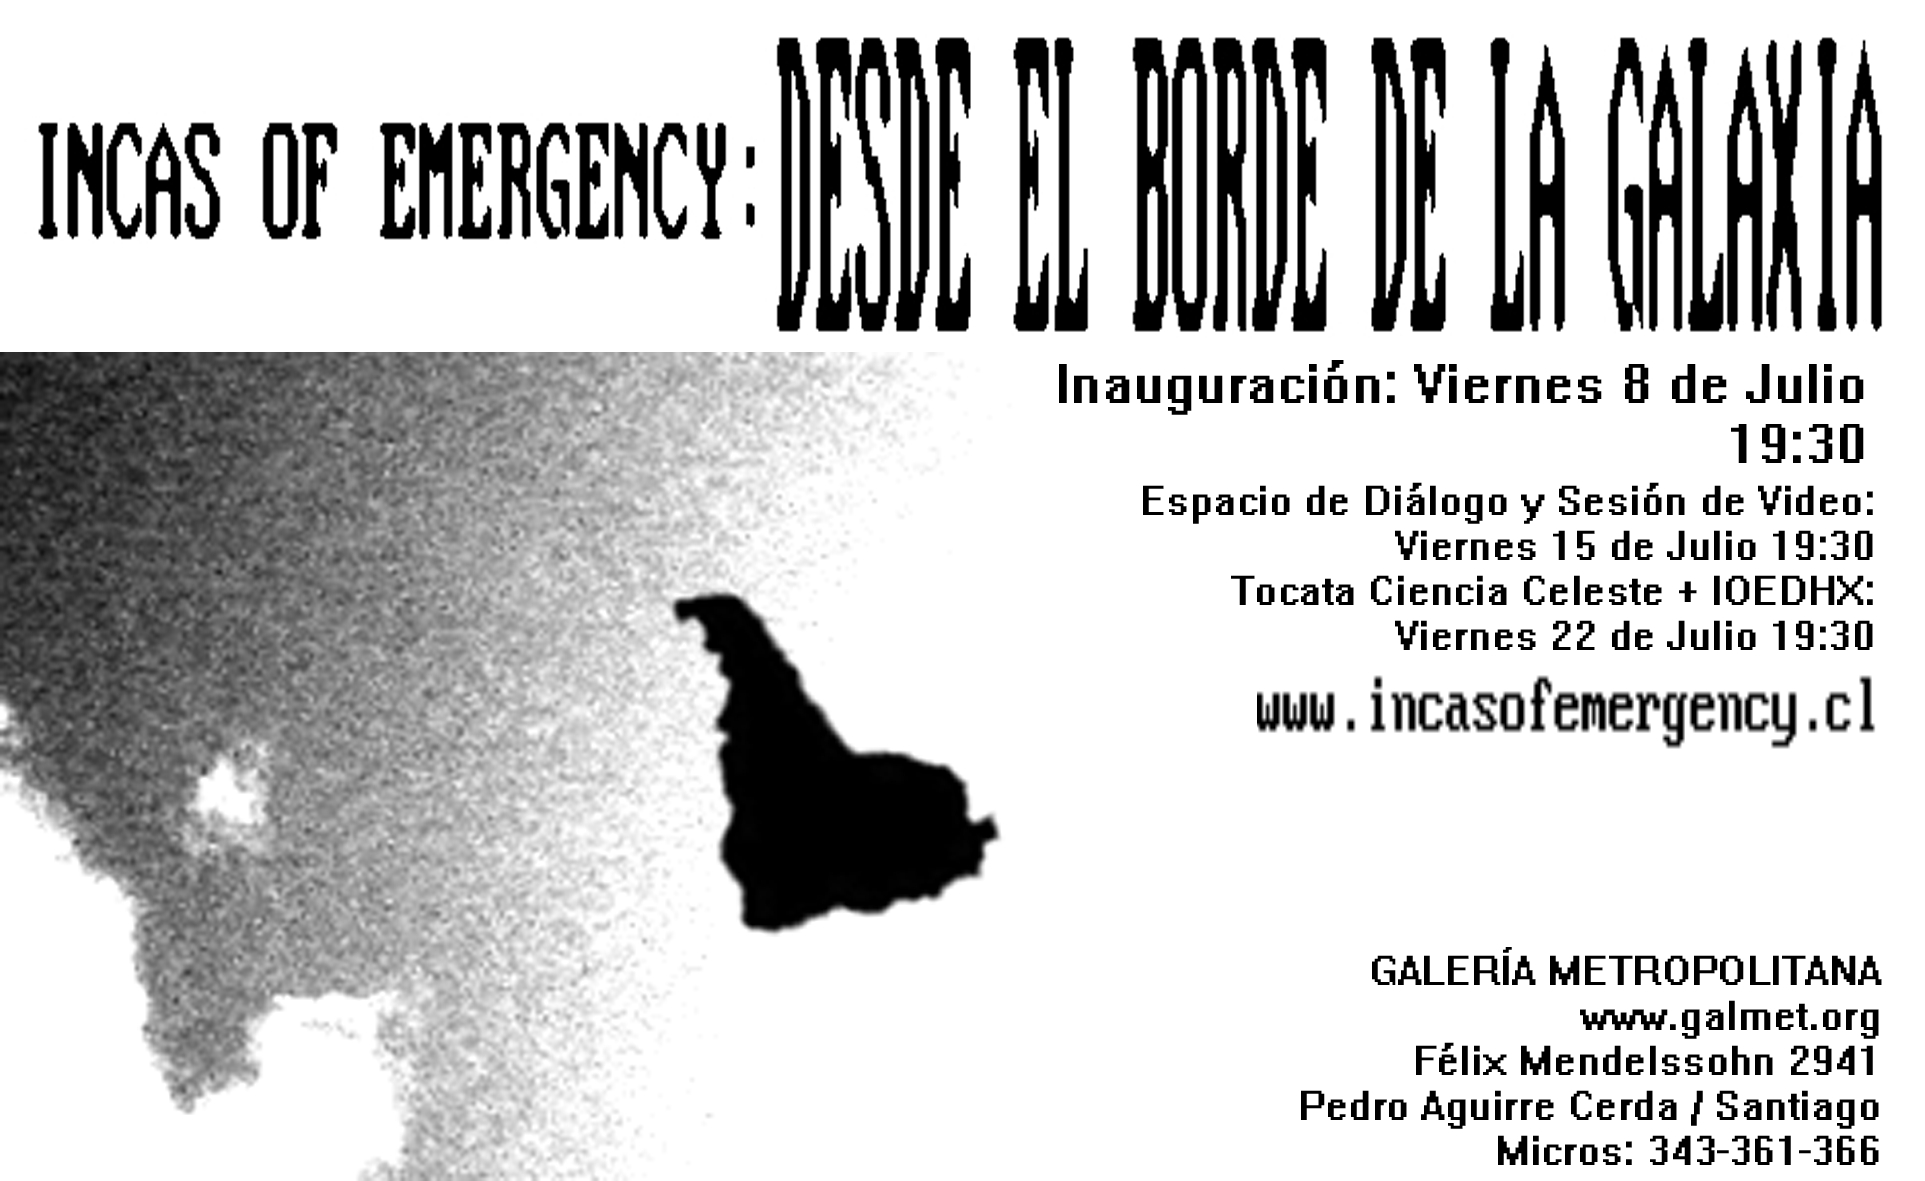 INCAS OF EMERGENCY: DESDE EL BORDE DE LA GALAXIA
Inauguración: Viernes 8 de Julio
19:30
Espacio de Diálogo y Sesión de Video:
Viernes 15 de Julio 19:30
Tocata Ciencia Celeste + IOEDHX:
Viernes 22 de Julio 19:30
www.incasofemergency.cl
GALERÍA METROPOLITANA
www.galmet.org
Félix Mendelssohn 2941
Pedro Aguirre Cerda / Santiago
Micros: 343-361-366